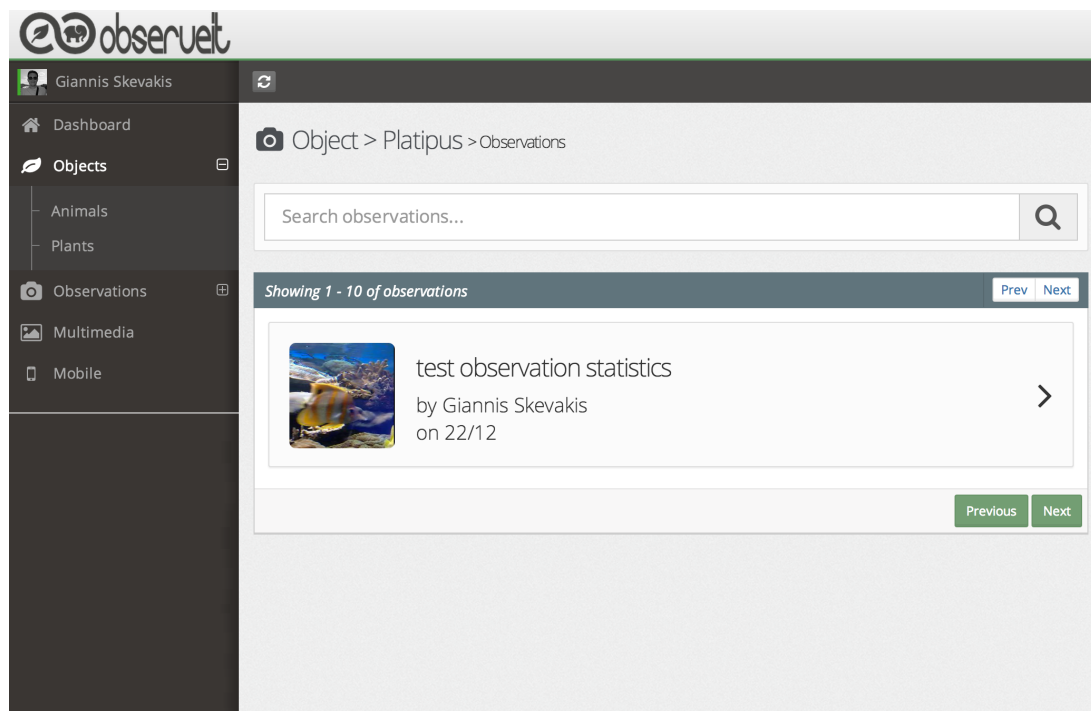 observeit
Giannis Skevakis
Dashboard
Objects
Animals
Plants
Observations
Multimedia
Mobile
Object > Platipus > Observations
Search observations...
Showing 1 - 10 of observations
Prev Next
test observation statistics
by Giannis Skevakis
on 22/12
Previous Next